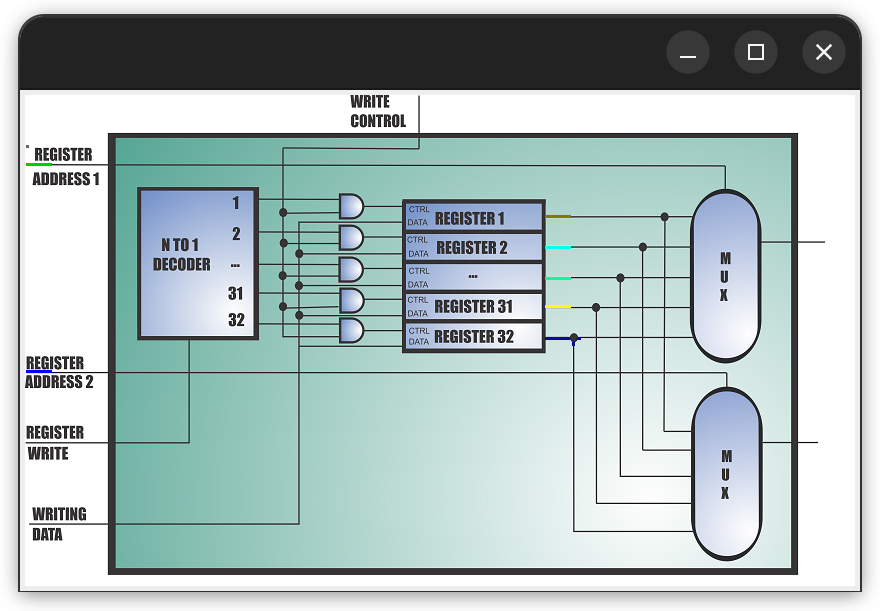 WRITE
CONTROL
REGISTER
ADDRESS 1
N TO 1
DECODER
1
2
...
31
32
CTRL
DATA
REGISTER 1
CTRL
DATA
REGISTER 2
CTRL
DATA
...
CTRL
DATA
REGISTER 31
CTRL
DATA
REGISTER 32
M
U
X
REGISTER
ADDRESS 2
REGISTER
WRITE
M
U
X
WRITING
DATA